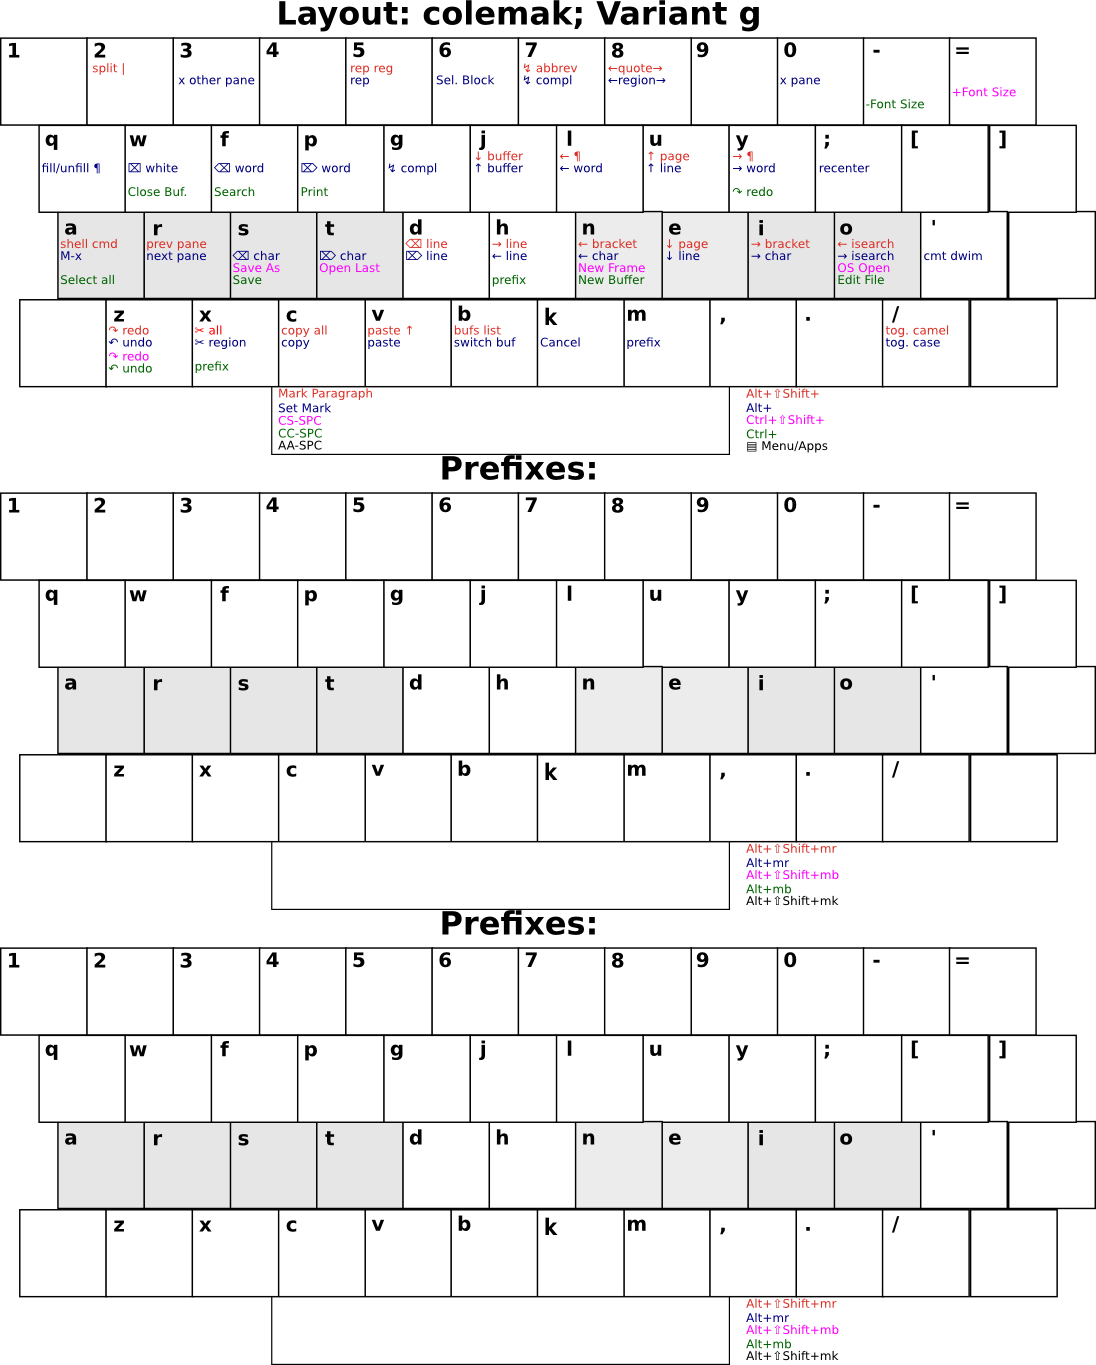 Layout: colemak; Variant g
1 2 3 4 5 6 7 8 9 0 - =
split | rep reg ↯ abbrev ←quote→
x other pane rep Sel. Block ↯ compl ←region→ x pane
+Font Size
-Font Size
q w f p g j l u y ; [ ]
↓ buffer ← ¶ ↑ page → ¶
fill/unfill ¶ ⌧ white ⌫ word ⌦ word ↯ compl ↑ buffer ← word ↑ line → word recenter
Close Buf. Search Print ↷ redo
a r s t d h n e i o '
shell cmd prev pane ⌫ line → line ← bracket ↓ page → bracket ← isearch
M-x next pane ⌫ char ⌦ char ⌦ line ← line ← char ↓ line → char → isearch cmt dwim
Save As Open Last New Frame OS Open
Select all Save prefix New Buffer Edit File
z x c v b k m , . /
↷ redo ✂ all copy all paste ↑ bufs list tog. camel
↶ undo ✂ region copy paste switch buf Cancel prefix tog. case
↷ redo
↶ undo prefix
Mark Paragraph Alt+⇧Shift+
Set Mark Alt+
CS-SPC Ctrl+⇧Shift+
CC-SPC Ctrl+
AA-SPC ▤ Menu/Apps
Prefixes:
1 2 3 4 5 6 7 8 9 0 - =
q w f p g j l u y ; [ ]
a r s t d h n e i o '
z x c v b k m , . /
Alt+⇧Shift+mr
Alt+mr
Alt+⇧Shift+mb
Alt+mb
Alt+⇧Shift+mk
Prefixes:
1 2 3 4 5 6 7 8 9 0 - =
q w f p g j l u y ; [ ]
a r s t d h n e i o '
z x c v b k m , . /
Alt+⇧Shift+mr
Alt+mr
Alt+⇧Shift+mb
Alt+mb
Alt+⇧Shift+mk